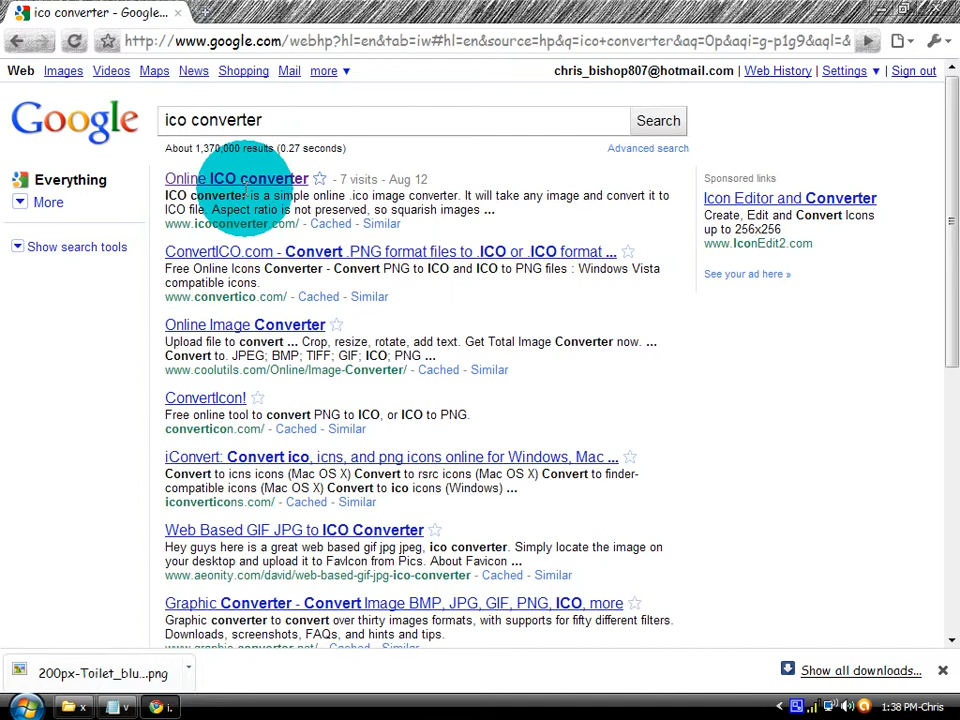 ico converter - Google...
http://www.google.com/webhp?hl=en&tab=iw#hl=en&source=hp&q=ico+converter&aq=0p&aqi=g-p1g9&aql=&
Web Images Videos Maps News Shopping Mail more ▼
chris_bishop807@hotmail.com | Web History | Settings ▼ | Sign out
Google
ico converter
Search
About 1,370,000 results (0.27 seconds)
Advanced search
Everything
More
Show search tools
Online ICO converter - 7 visits - Aug 12
ICO converter is a simple online .ico image converter. It will take any image and convert it to
ICO file. Aspect ratio is not preserved, so squarish images ...
www.icoconverter.com/ - Cached - Similar
ConvertICO.com - Convert .PNG format files to .ICO or .ICO format ...
Free Online Icons Converter - Convert PNG to ICO and ICO to PNG files : Windows Vista
compatible icons.
www.convertico.com/ - Cached - Similar
Online Image Converter
Upload file to convert ... Crop, resize, rotate, add text. Get Total Image Converter now. ...
Convert to. JPEG; BMP; TIFF; GIF; ICO; PNG ...
www.coolutils.com/Online/Image-Converter/ - Cached - Similar
ConvertIcon!
Free online tool to convert PNG to ICO, or ICO to PNG.
converticon.com/ - Cached - Similar
iConvert: Convert ico, icns, and png icons online for Windows, Mac ...
Convert to icns icons (Mac OS X) Convert to rsrc icons (Mac OS X) Convert to finder-
compatible icons (Mac OS X) Convert to ico icons (Windows) ...
iconverticons.com/ - Cached - Similar
Web Based GIF JPG to ICO Converter
Hey guys here is a great web based gif jpg jpeg, ico converter. Simply locate the image on
your desktop and upload it to FavIcon from Pics. About Favicon ...
www.aeonity.com/david/web-based-gif-jpg-ico-converter - Cached - Similar
Graphic Converter - Convert Image BMP, JPG, GIF, PNG, ICO, more
Graphic converter to convert over thirty images formats, with supports for fifty different filters.
Downloads, screenshots, FAQs, and hints and tips.
www.graphic-converter.net/ - Cached - Similar
Sponsored links
Icon Editor and Converter
Create, Edit and Convert Icons
up to 256x256
www.IconEdit2.com
See your ad here »
200px-Toilet_blu....png
Show all downloads...
x
v
i.
1:38 PM-Chris